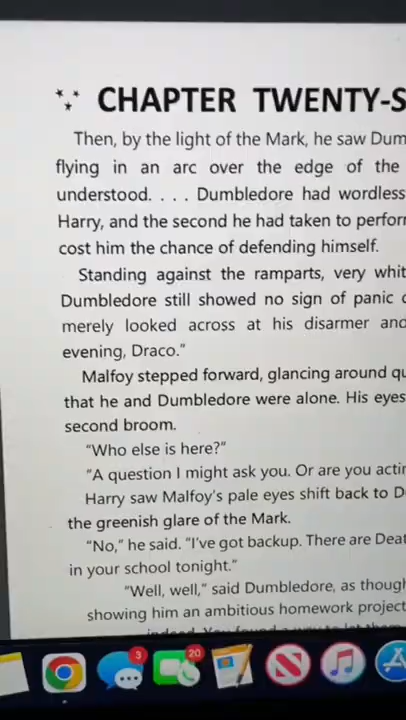 CHAPTER TWENTY-S
Then, by the light of the Mark, he saw Dum
flying in an arc over the edge of the
understood. . . . Dumbledore had wordless
Harry, and the second he had taken to perfor
cost him the chance of defending himself.
Standing against the ramparts, very whit
Dumbledore still showed no sign of panic o
merely looked across at his disarmer and
evening, Draco."
Malfoy stepped forward, glancing around qu
that he and Dumbledore were alone. His eyes
second broom.
"Who else is here?"
"A question I might ask you. Or are you actin
Harry saw Malfoy's pale eyes shift back to D
the greenish glare of the Mark.
"No," he said. "I've got backup. There are Deat
in your school tonight."
"Well, well," said Dumbledore, as though
showing him an ambitious homework project
3
20